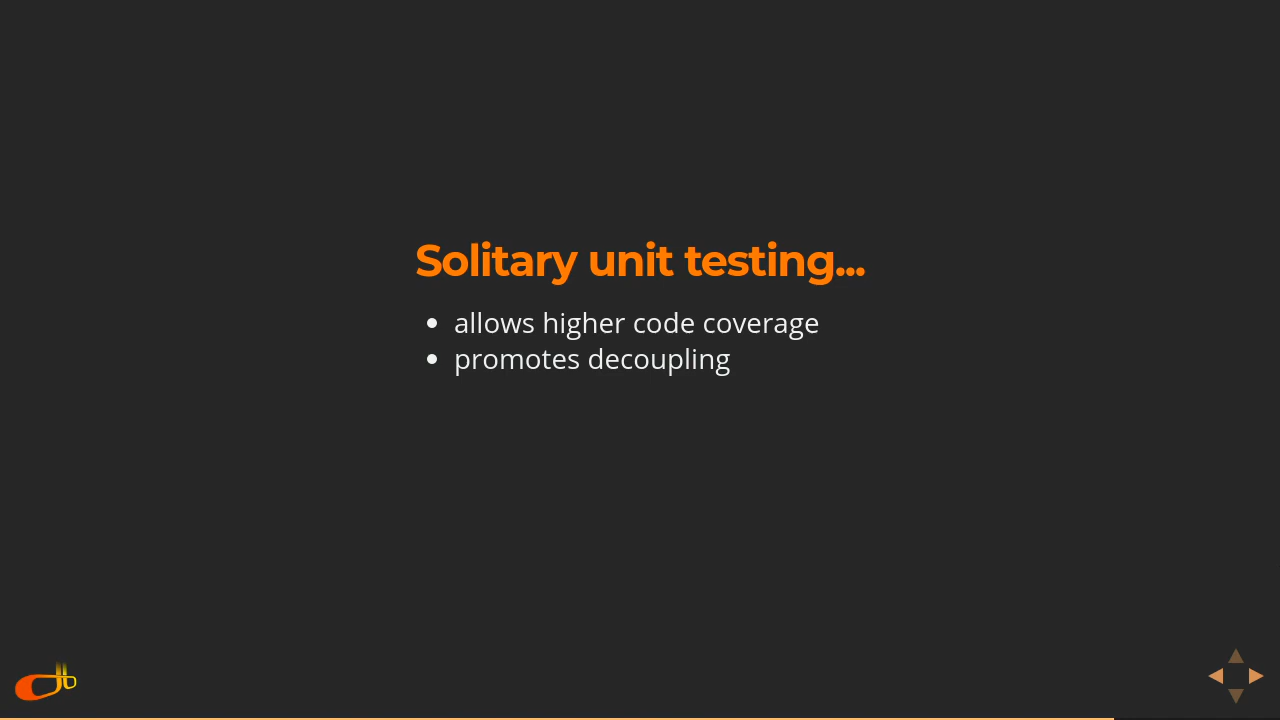 Solitary unit testing...
allows higher code coverage
promotes decoupling